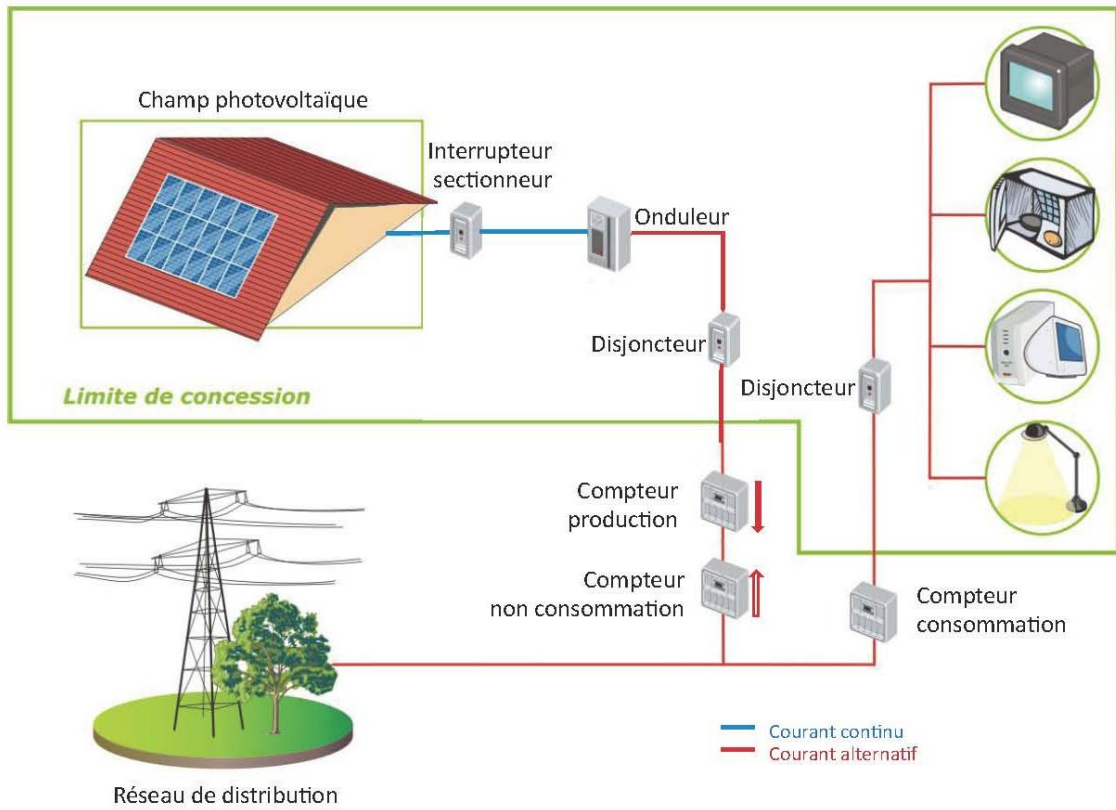 Champ photovoltaïque
Interrupteur
sectionneur
Onduleur
Disjoncteur
Disjoncteur
Limite de concession
Compteur
production
Compteur
non consommation
Compteur
consommation
Courant continu
Courant alternatif
Réseau de distribution